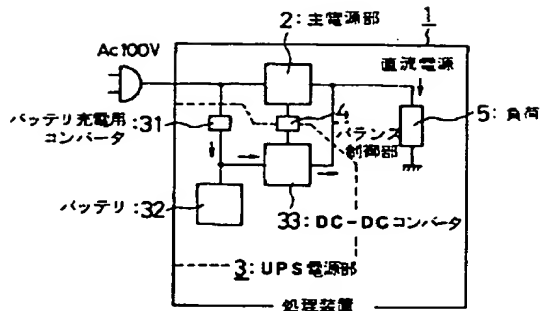 1
2：主電源部
Ac100V
直流電源
4
5：負荷
バッテリ充電用：31
コンバータ
バランス
制御部
バッテリ：32
33：DC-DCコンバータ
3：UPS電源部
処理装置